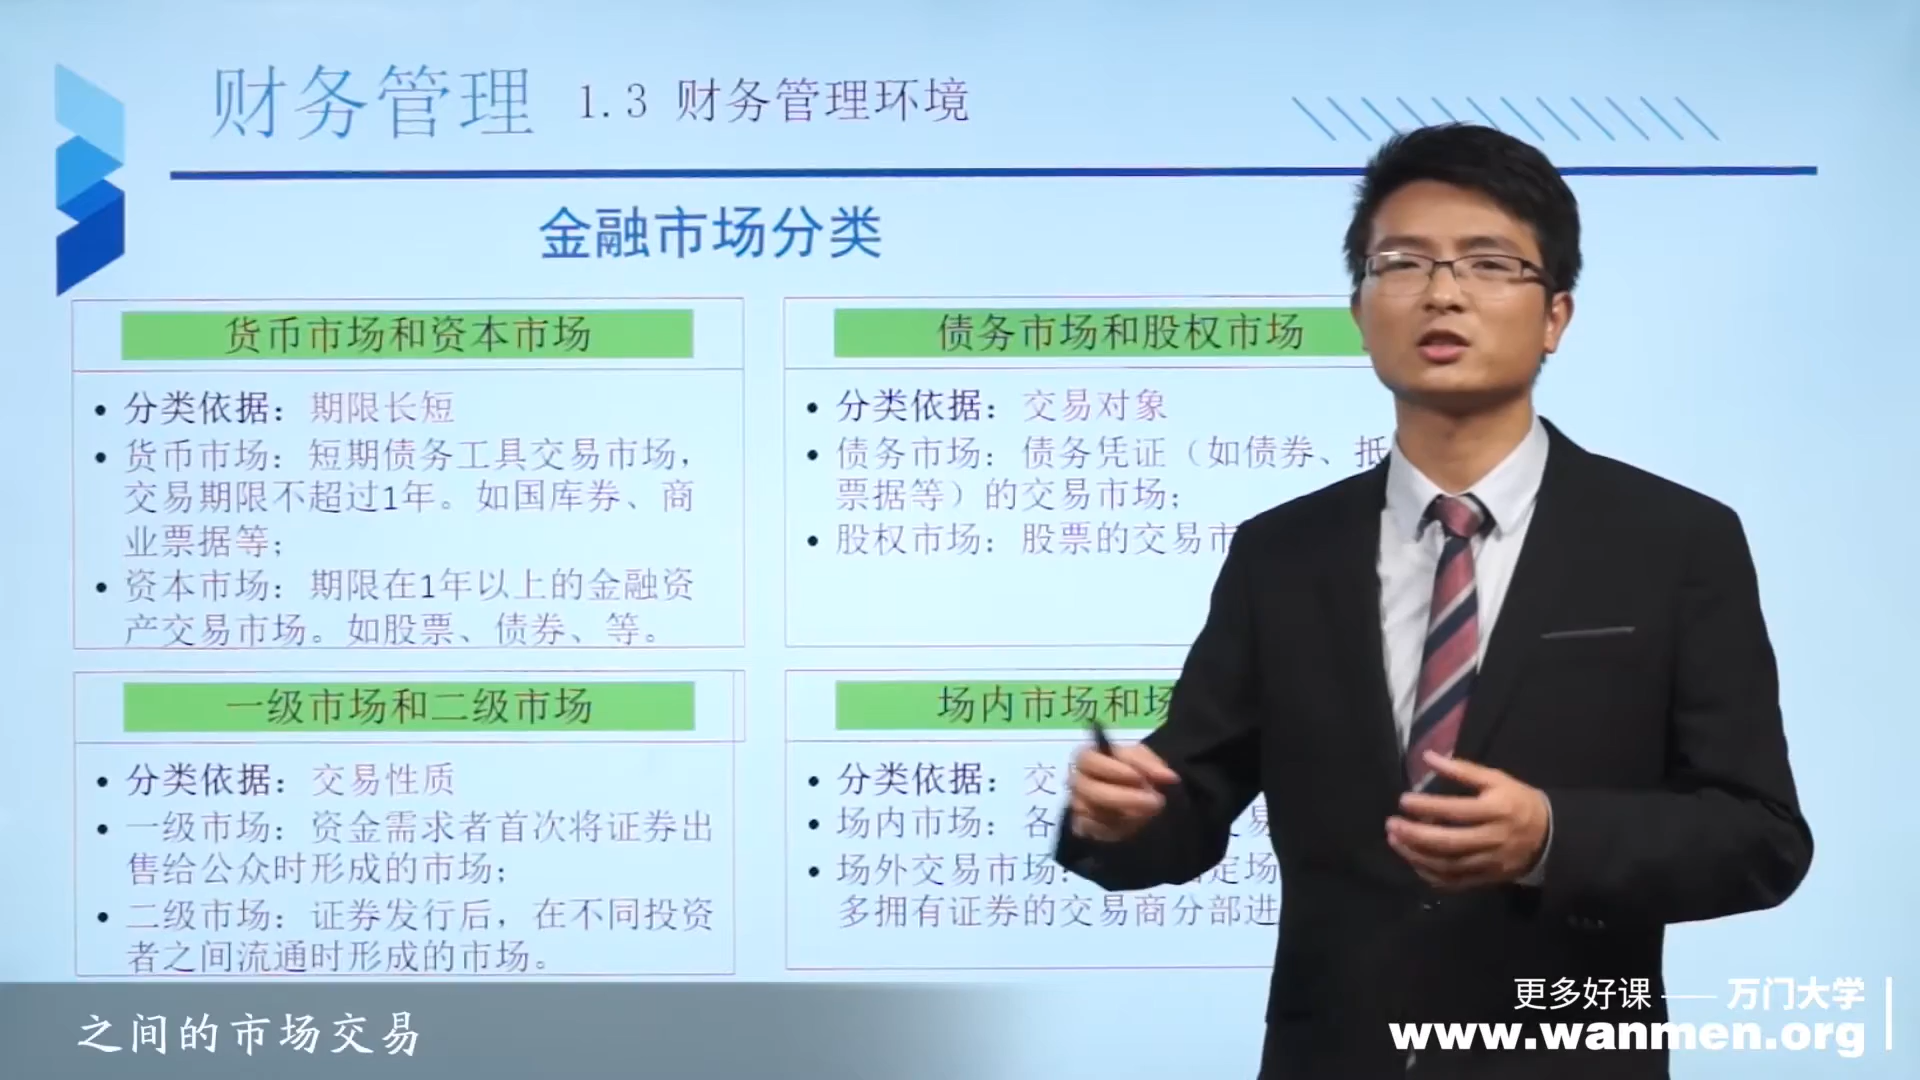 财务管理 1.3 财务管理环境
金融市场分类
货币市场和资本市场
• 分类依据：期限长短
• 货币市场：短期债务工具交易市场，
交易期限不超过1年。如国库券、商
业票据等；
• 资本市场：期限在1年以上的金融资
产交易市场。如股票、债券、等。
债务市场和股权市场
• 分类依据：交易对象
• 债务市场：债务凭证（如债券、抵
票据等）的交易市场；
• 股权市场：股票的交易市
一级市场和二级市场
• 分类依据：交易性质
• 一级市场：资金需求者首次将证券出
售给公众时形成的市场；
• 二级市场：证券发行后，在不同投资
者之间流通时形成的市场。
场内市场和场
• 分类依据：交
• 场内市场：各 易
• 场外交易市场： 定场
多拥有证券的交易商分部进
之间的市场交易
更多好课 —— 万门大学
www.wanmen.org